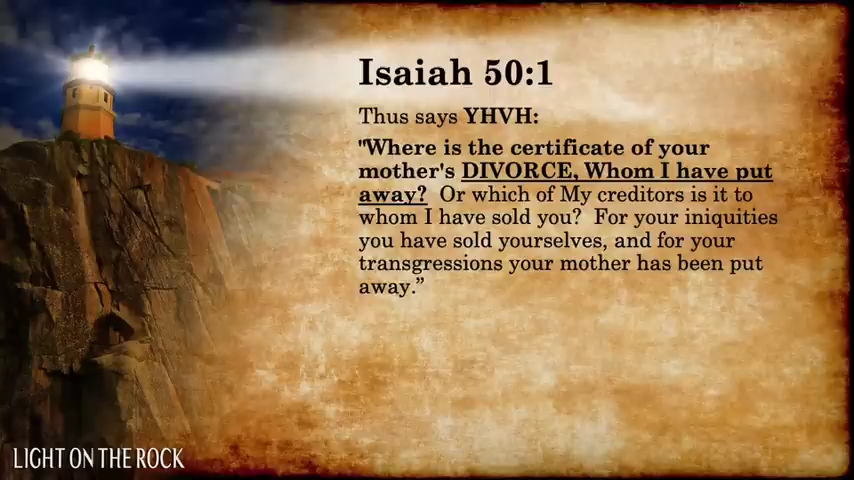 Isaiah 50:1
Thus says YHVH:
"Where is the certificate of your
mother's DIVORCE, Whom I have put
away? Or which of My creditors is it to
whom I have sold you? For your iniquities
you have sold yourselves, and for your
transgressions your mother has been put
away.”
LIGHT ON THE ROCK